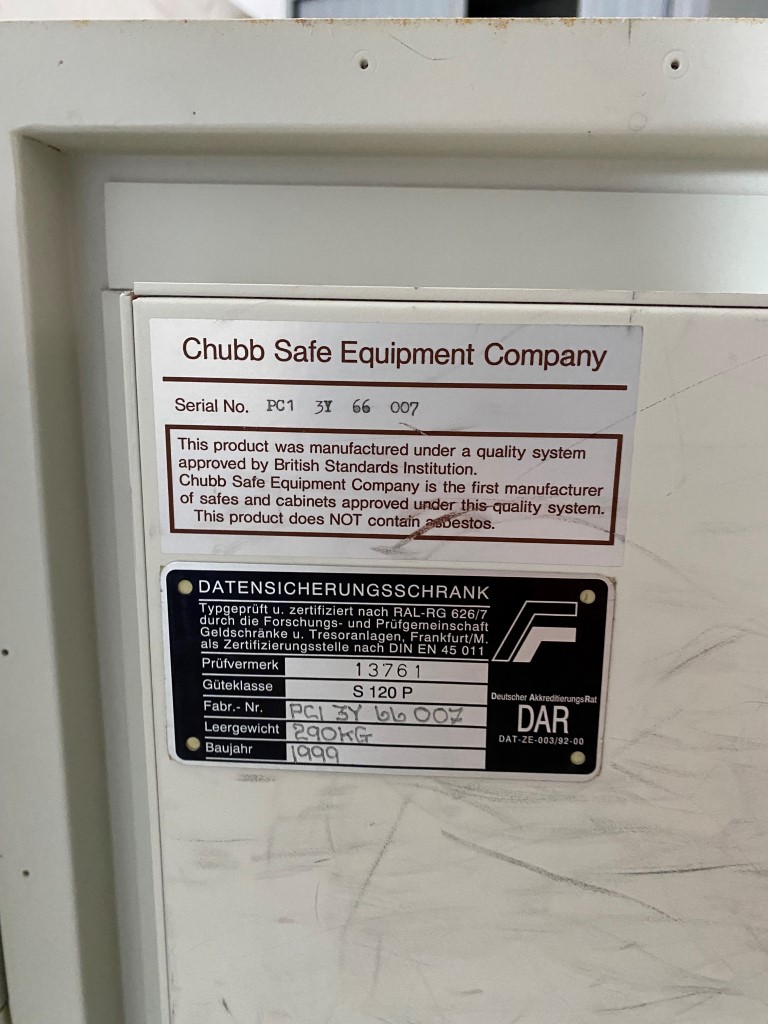 Chubb Safe Equipment Company
Serial No. PC1 3Y 66 007
This product was manufactured under a quality system
approved by British Standards Institution.
Chubb Safe Equipment Company is the first manufacturer
of safes and cabinets approved under this quality system.
This product does NOT contain asbestos.
DATENSICHERUNGSSCHRANK
Typgeprüft u. zertifiziert nach RAL-RG 626/7
durch die Forschungs- und Prüfgemeinschaft
Geldschränke u. Tresoranlagen, Frankfurt/M.
als Zertifizierungsstelle nach DIN EN 45 011
Prüfvermerk 13761
Güteklasse S 120 P
Fabr.- Nr. PC1 3Y 66 007
Leergewicht 290KG
Baujahr 1999
Deutscher AkkreditierungsRat
DAR
DAT-ZE-003/92-00